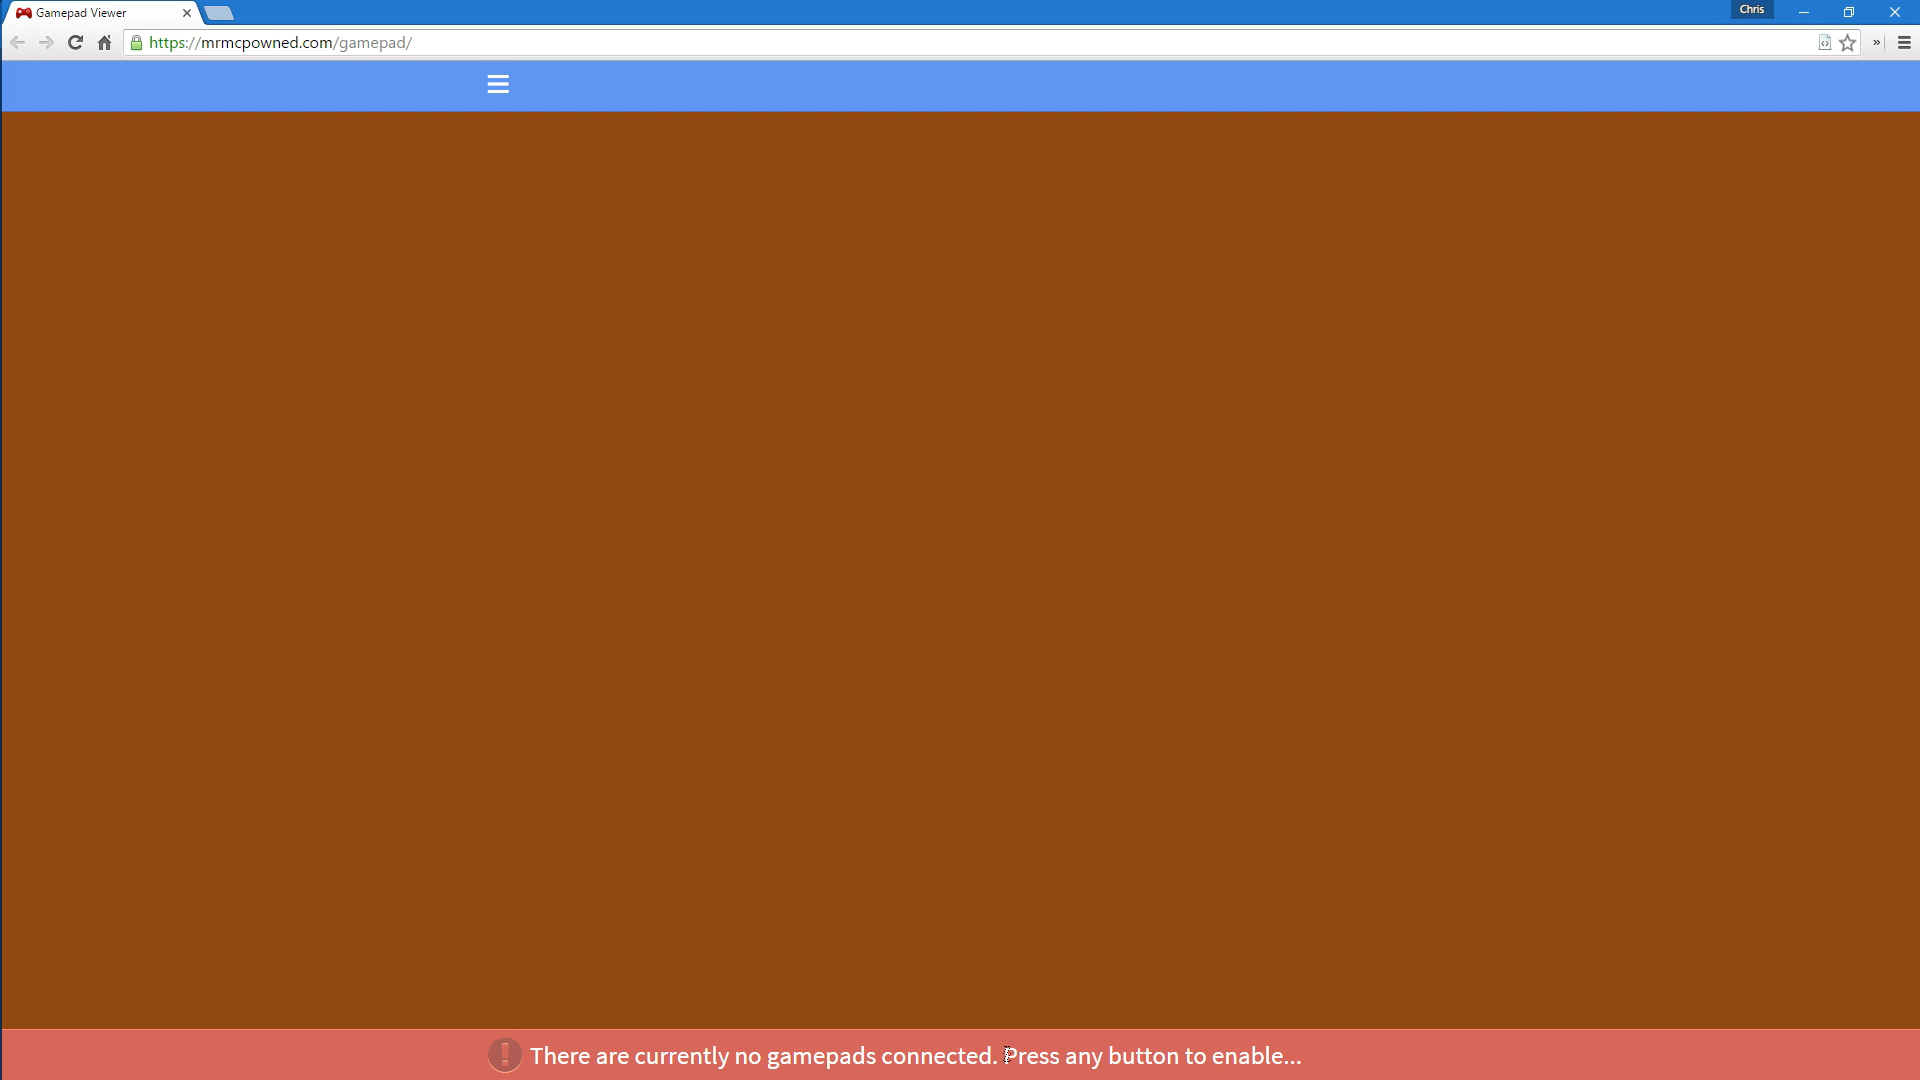 Gamepad Viewer
Chris
https://mrmcpowned.com/gamepad/
There are currently no gamepads connected. Press any button to enable...